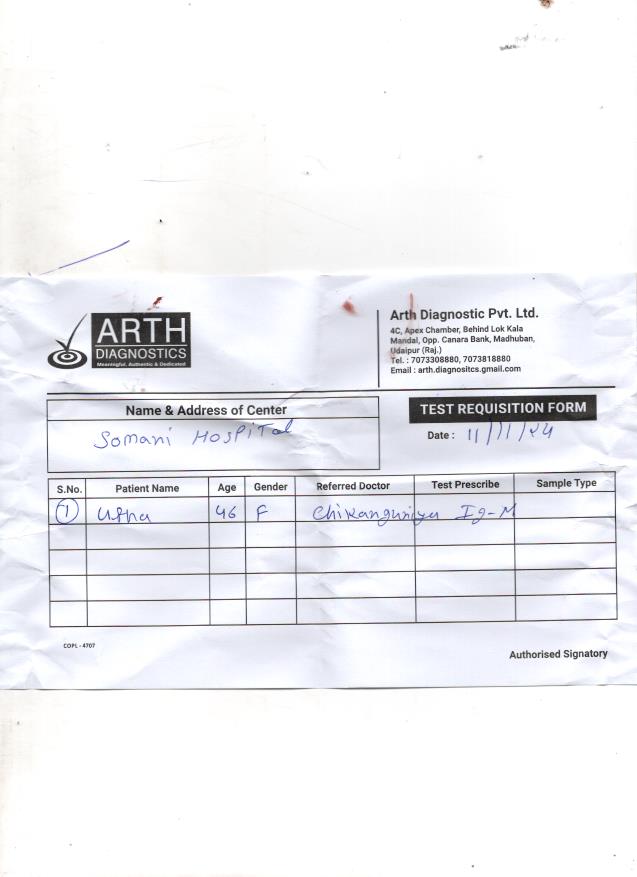 ARTH
DIAGNOSTICS
Meaningful, Authentic & Dedicated
Arth Diagnostic Pvt. Ltd.
4C, Apex Chamber, Behind Lok Kala
Mandal, Opp. Canara Bank, Madhuban,
Udaipur (Raj.)
Tel. : 7073308880, 7073818880
Email : arth.diagnositcs.gmail.com
Name & Address of Center
Somani HOSPITal
TEST REQUISITION FORM
Date : 11/11/24
S.No. Patient Name Age Gender Referred Doctor Test Prescribe Sample Type
1 Usha 46 F Chikanguniya Ig-M
COPL - 4707
Authorised Signatory